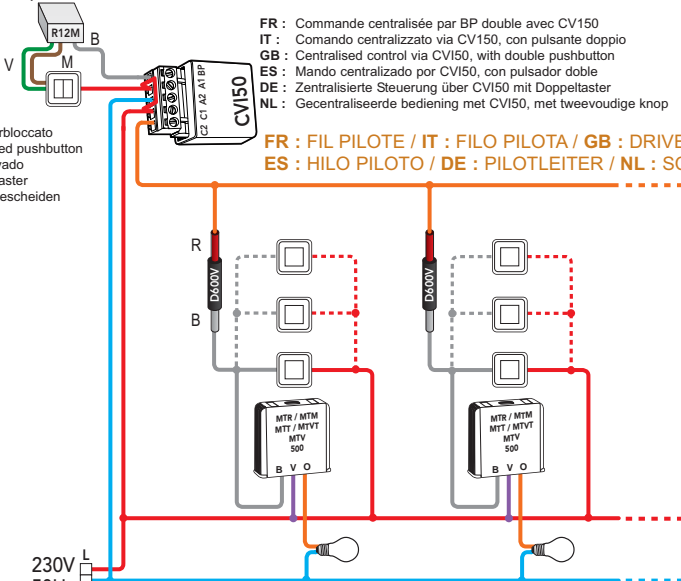 R12M
B
V
M
A1 BP
C2 C1 A2
CVI50
FR : Commande centralisée par BP double avec CV150
IT : Comando centralizzato via CV150, con pulsante doppio
GB : Centralised control via CVI50, with double pushbutton
ES : Mando centralizado por CVI50, con pulsador doble
DE : Zentralisierte Steuerung über CVI50 mit Doppeltaster
NL : Gecentraliseerde bediening met CVI50, met tweevoudige knop
rbloccato
ed pushbutton
vado
aster
escheiden
FR : FIL PILOTE / IT : FILO PILOTA / GB : DRIVE
ES : HILO PILOTO / DE : PILOTLEITER / NL : SC
R
D600V
B
D600V
MTR / MTM
MTT / MTVT
MTV
500
B V O
MTR / MTM
MTT / MTVT
MTV
500
B V O
230V L